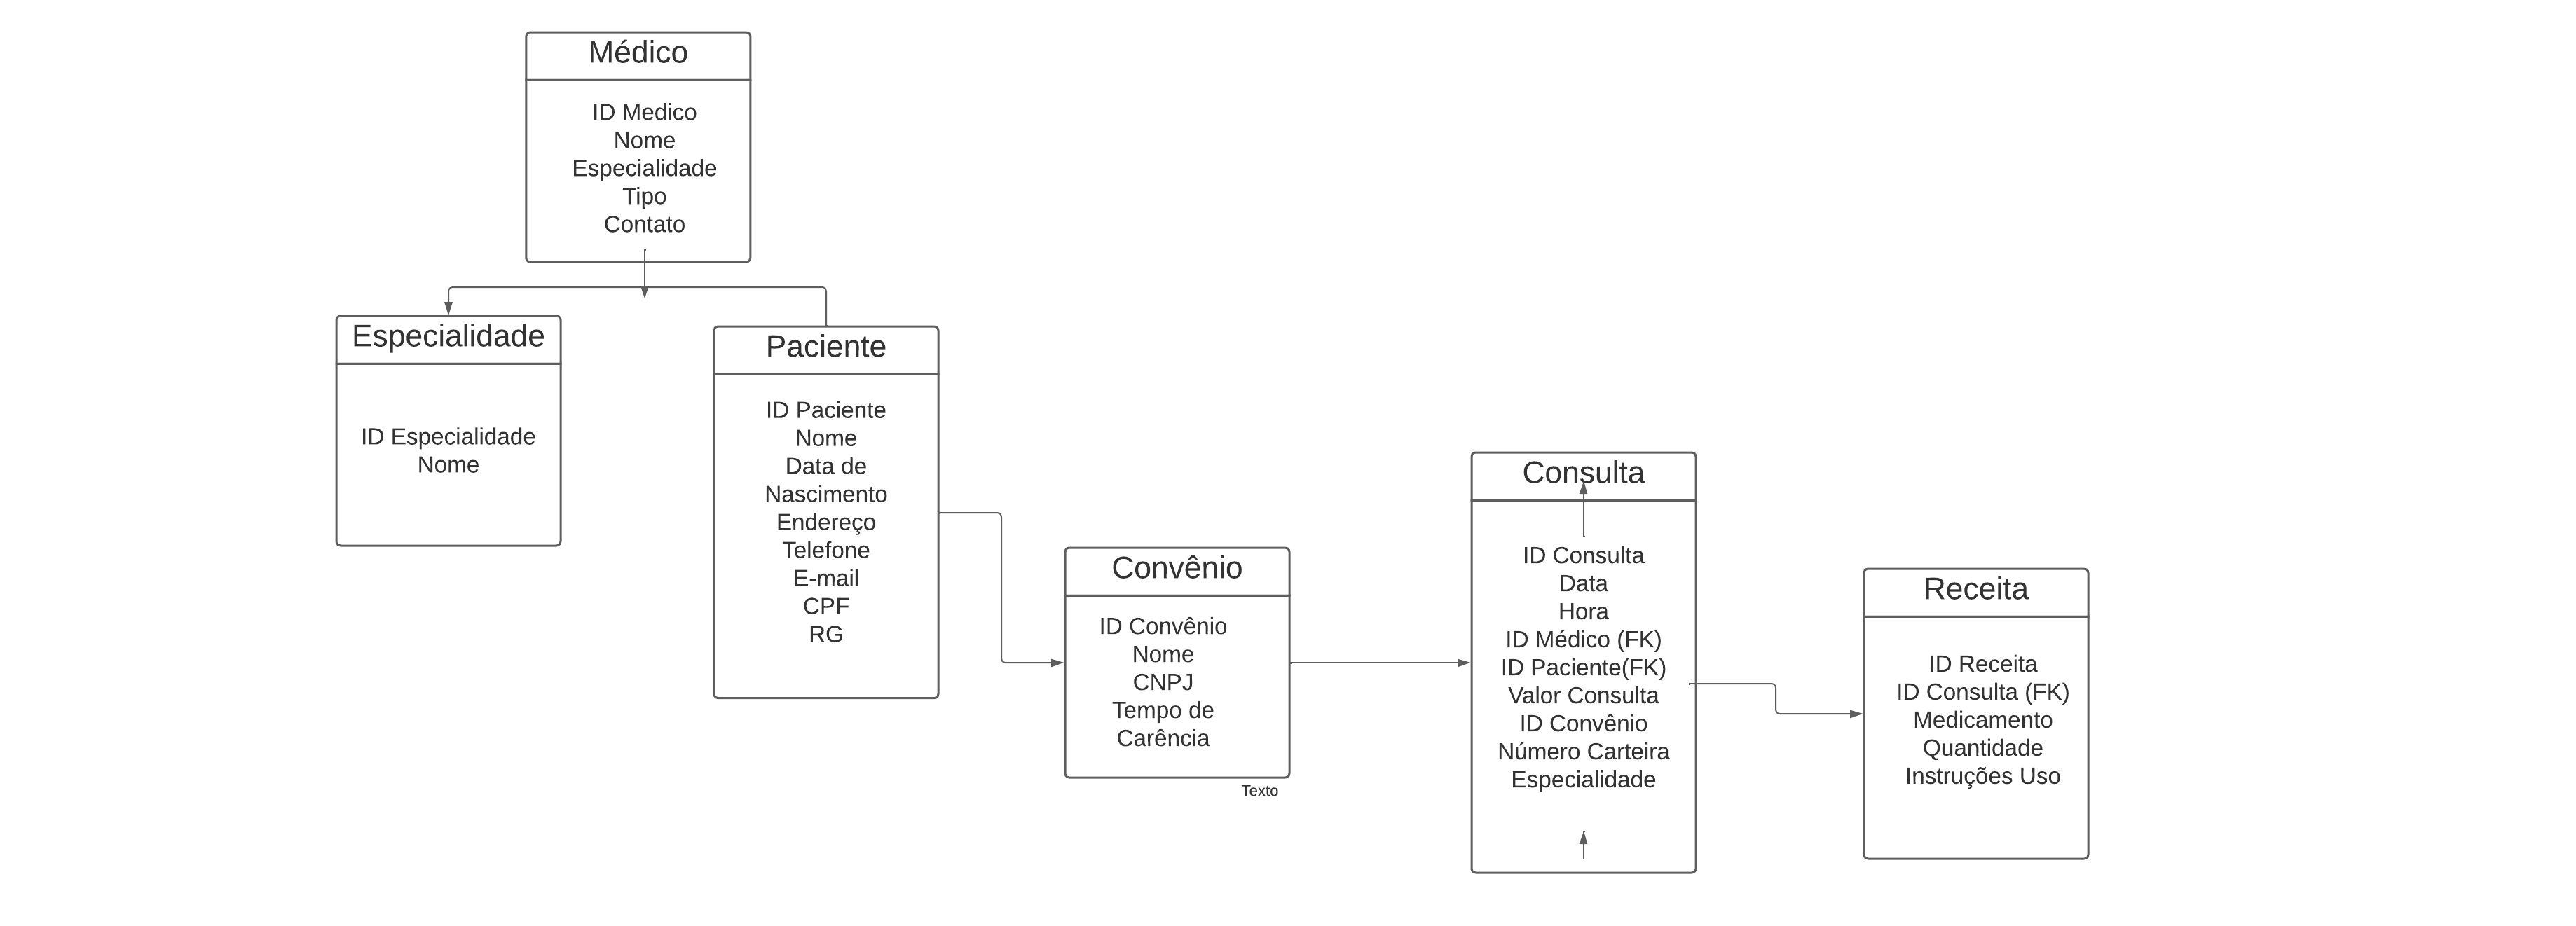 Médico
ID Medico
Nome
Especialidade
Tipo
Contato
Especialidade
ID Especialidade
Nome
Paciente
ID Paciente
Nome
Data de
Nascimento
Endereço
Telefone
E-mail
CPF
RG
Convênio
ID Convênio
Nome
CNPJ
Tempo de
Carência
Texto
Consulta
ID Consulta
Data
Hora
ID Médico (FK)
ID Paciente(FK)
Valor Consulta
ID Convênio
Número Carteira
Especialidade
Receita
ID Receita
ID Consulta (FK)
Medicamento
Quantidade
Instruções Uso